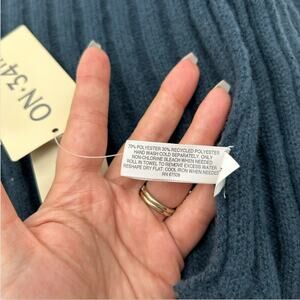 ON·34TH
70% POLYESTER 30% RECYCLED POLYESTER
HAND WASH COLD SEPARATELY, ONLY
NON-CHLORINE BLEACH WHEN NEEDED.
ROLL IN TOWEL TO REMOVE EXCESS WATER.
RESHAPE DRY FLAT. COOL IRON WHEN NEEDED.